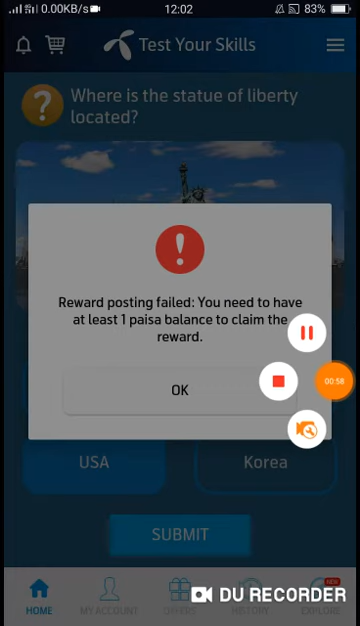 0.00KB/s
12:02
83%
Test Your Skills
Where is the statue of liberty
located?
Reward posting failed: You need to have
at least 1 paisa balance to claim the
reward.
OK
00:58
USA
Korea
SUBMIT
DU RECORDER
HOME
MY ACCOUNT
OFFERS
HISTORY
NEW
EXPLORE